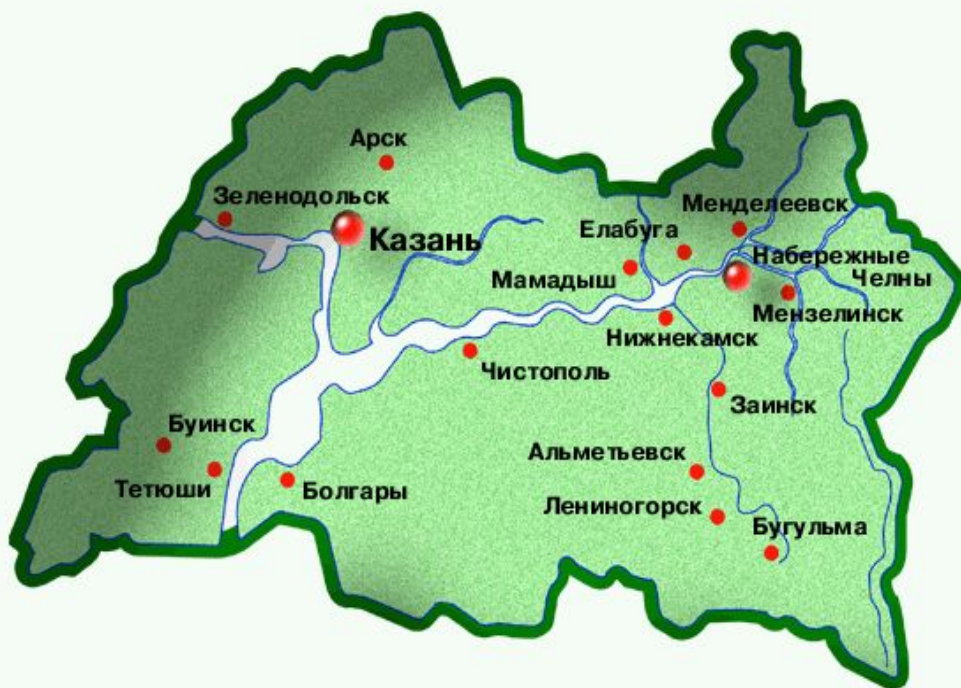 Арск
Зеленодольск
Казань
Менделеевск
Елабуга
Набережные
Челны
Мамадыш
Мензелинск
Нижнекамск
Чистополь
Заинск
Буинск
Альметьевск
Тетюши
Болгары
Лениногорск
Бугульма